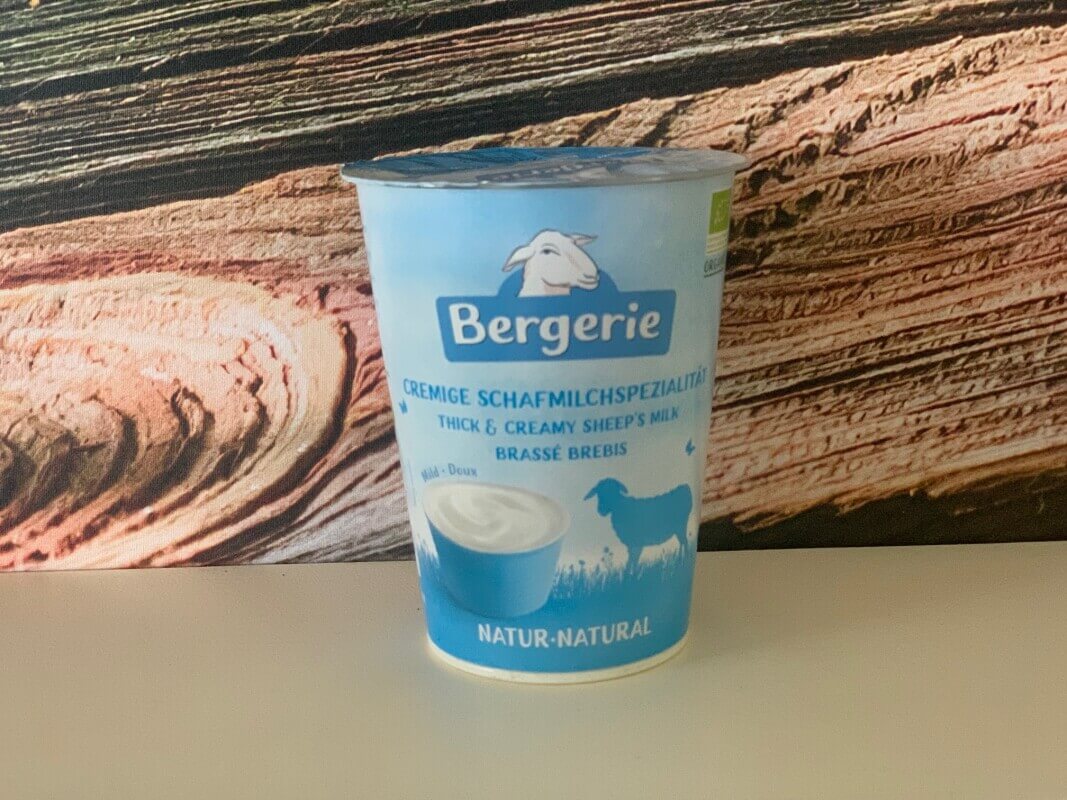 Bergerie
CREMIGE SCHAFMILCHSPEZIALITÄT
THICK & CREAMY SHEEP'S MILK
BRASSÉ BREBIS
Mild · Doux
NATUR·NATURAL